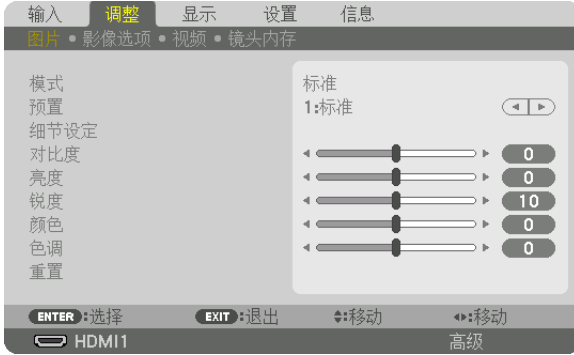 输入 调整 显示 设置 信息
图片 ● 影像选项 ● 视频 ● 镜头内存
模式 标准
预置 1:标准
细节设定
对比度 0
亮度 0
锐度 10
颜色 0
色调 0
重置
ENTER :选择 EXIT :退出 :移动 :移动
HDMI1 高级